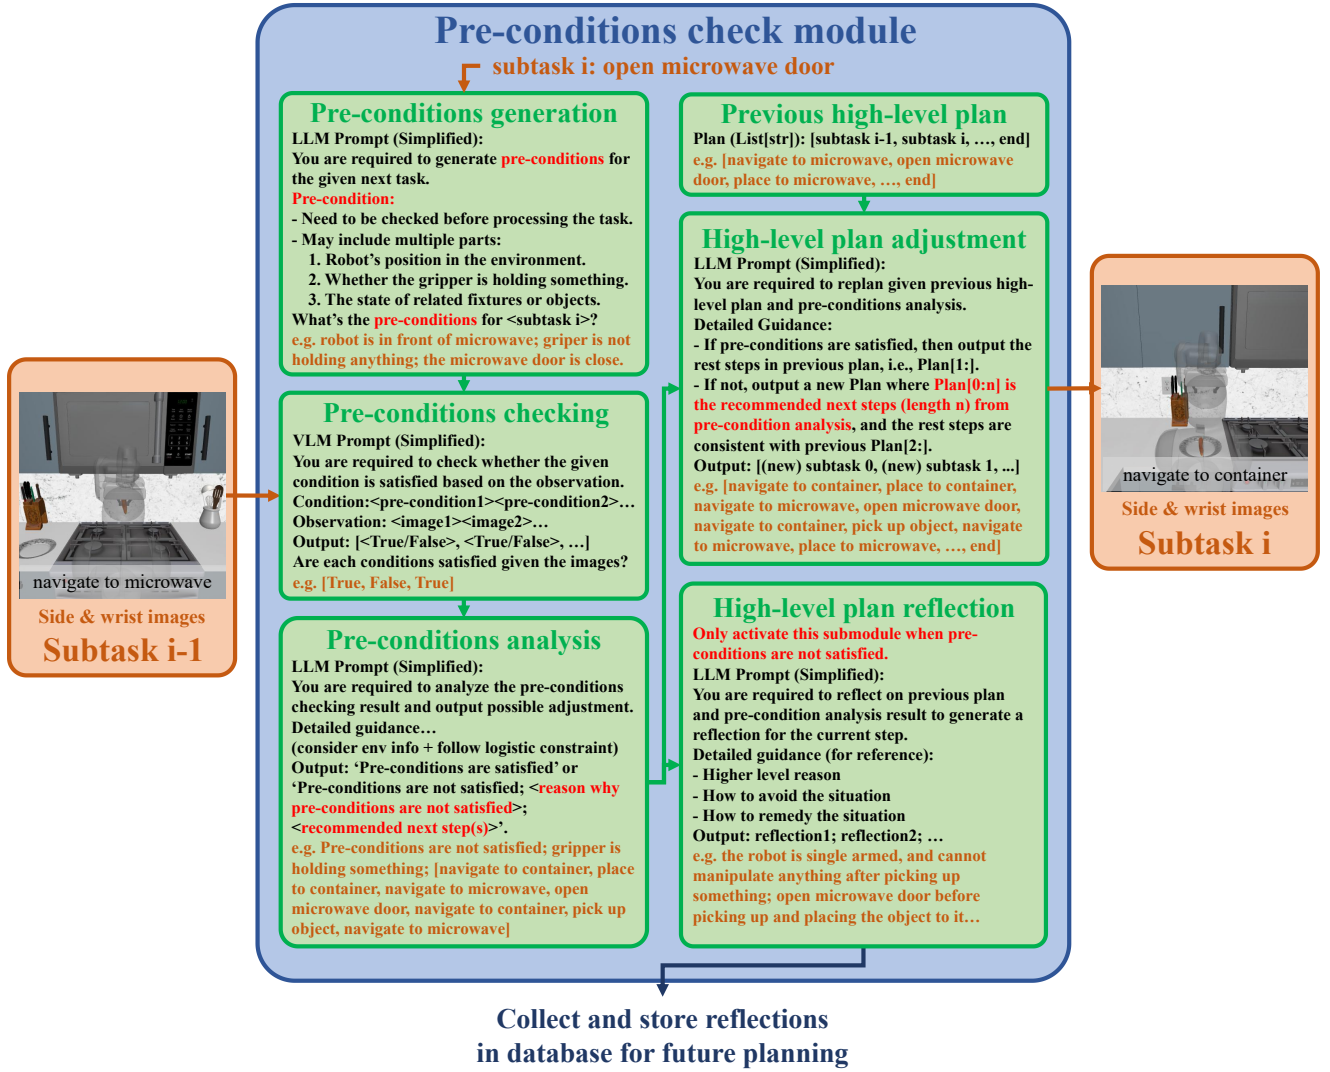 Pre-conditions check module
subtask i: open microwave door
Pre-conditions generation
LLM Prompt (Simplified):
You are required to generate pre-conditions for
the given next task.
Pre-condition:
- Need to be checked before processing the task.
- May include multiple parts:
1. Robot's position in the environment.
2. Whether the gripper is holding something.
3. The state of related fixtures or objects.
What's the pre-conditions for <subtask i>?
e.g. robot is in front of microwave; griper is not
holding anything; the microwave door is close.
Pre-conditions checking
VLM Prompt (Simplified):
You are required to check whether the given
condition is satisfied based on the observation.
Condition:<pre-condition1><pre-condition2>…
Observation: <image1><image2>…
Output: [<True/False>, <True/False>, …]
Are each conditions satisfied given the images?
e.g. [True, False, True]
Pre-conditions analysis
LLM Prompt (Simplified):
You are required to analyze the pre-conditions
checking result and output possible adjustment.
Detailed guidance…
(consider env info + follow logistic constraint)
Output: 'Pre-conditions are satisfied' or
'Pre-conditions are not satisfied; <reason why
pre-conditions are not satisfied>;
<recommended next step(s)>'.
e.g. Pre-conditions are not satisfied; gripper is
holding something; [navigate to container, place
to container, navigate to microwave, open
microwave door, navigate to container, pick up
object, navigate to microwave]
Previous high-level plan
Plan (List[str]): [subtask i-1, subtask i, …, end]
e.g. [navigate to microwave, open microwave
door, place to microwave, …, end]
High-level plan adjustment
LLM Prompt (Simplified):
You are required to replan given previous high-
level plan and pre-conditions analysis.
Detailed Guidance:
- If pre-conditions are satisfied, then output the
rest steps in previous plan, i.e., Plan[1:].
- If not, output a new Plan where Plan[0:n] is
the recommended next steps (length n) from
pre-condition analysis, and the rest steps are
consistent with previous Plan[2:].
Output: [(new) subtask 0, (new) subtask 1, ...]
e.g. [navigate to container, place to container,
navigate to microwave, open microwave door,
navigate to container, pick up object, navigate
to microwave, place to microwave, …, end]
High-level plan reflection
Only activate this submodule when pre-
conditions are not satisfied.
LLM Prompt (Simplified):
You are required to reflect on previous plan
and pre-condition analysis result to generate a
reflection for the current step.
Detailed guidance (for reference):
- Higher level reason
- How to avoid the situation
- How to remedy the situation
Output: reflection1; reflection2; …
e.g. the robot is single armed, and cannot
manipulate anything after picking up
something; open microwave door before
picking up and placing the object to it…
navigate to microwave
Side & wrist images
Subtask i-1
navigate to container
Side & wrist images
Subtask i
Collect and store reflections
in database for future planning